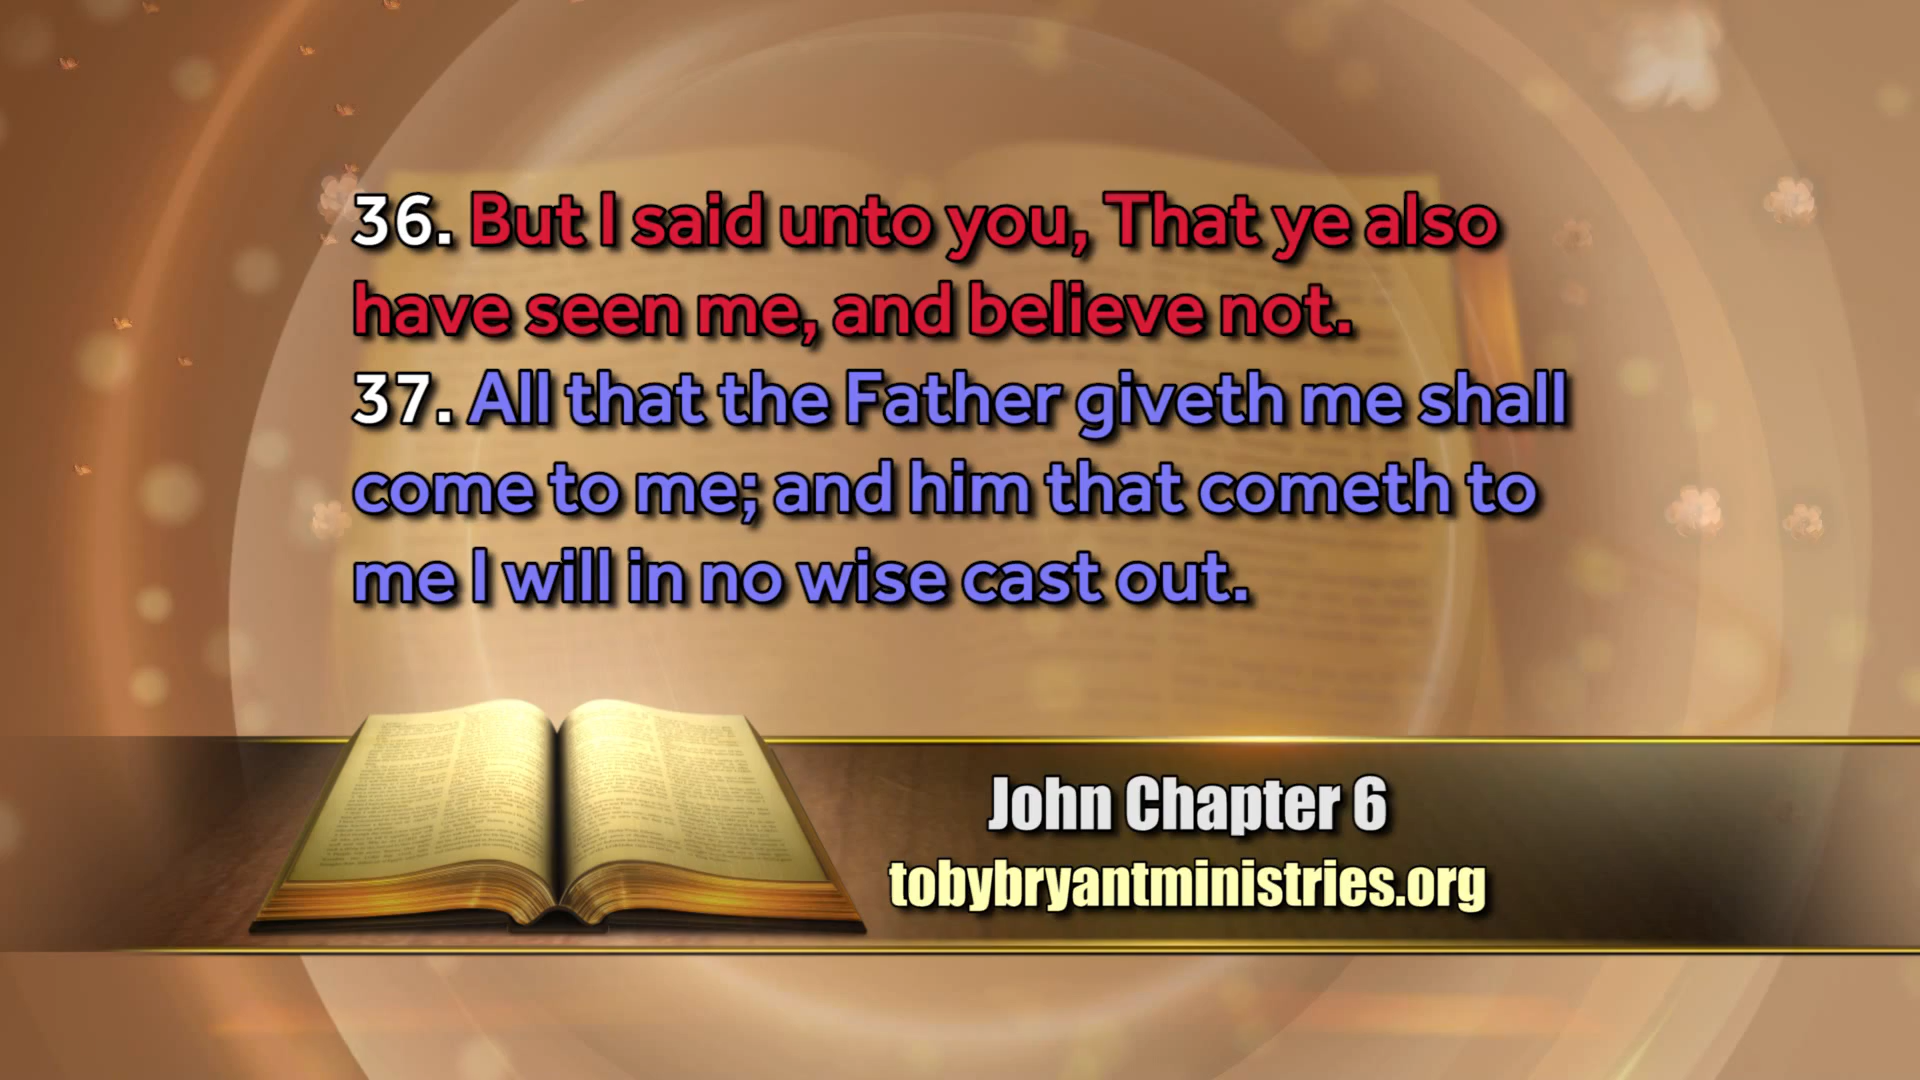 36. But I said unto you, That ye also
have seen me, and believe not.
37. All that the Father giveth me shall
come to me; and him that cometh to
me I will in no wise cast out.
John Chapter 6
tobybryantministries.org